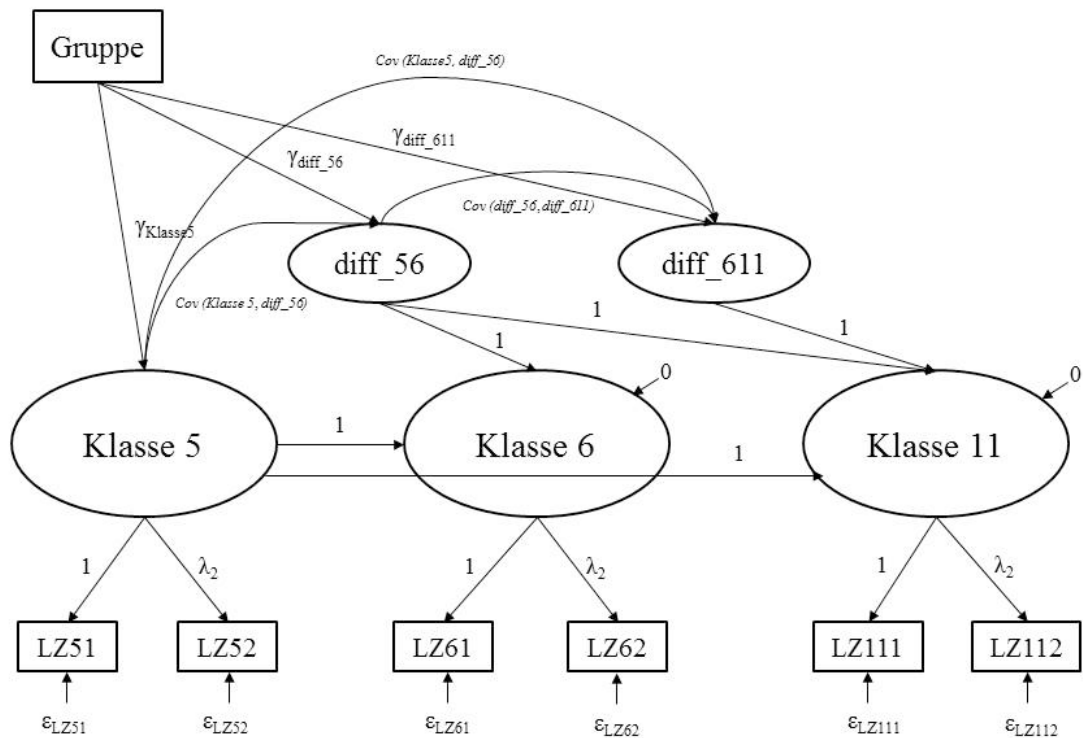 Gruppe
Cov (Klasse5, diff_56)
γdiff_611
γdiff_56
Cov (diff_56, diff_611)
γKlasse5
diff_56
diff_611
Cov (Klasse 5, diff_56)
1
1
1
0
0
Klasse 5
1
Klasse 6
1
Klasse 11
1
λ2
1
λ2
1
λ2
LZ51
LZ52
LZ61
LZ62
LZ111
LZ112
εLZ51
εLZ52
εLZ61
εLZ62
εLZ111
εLZ112